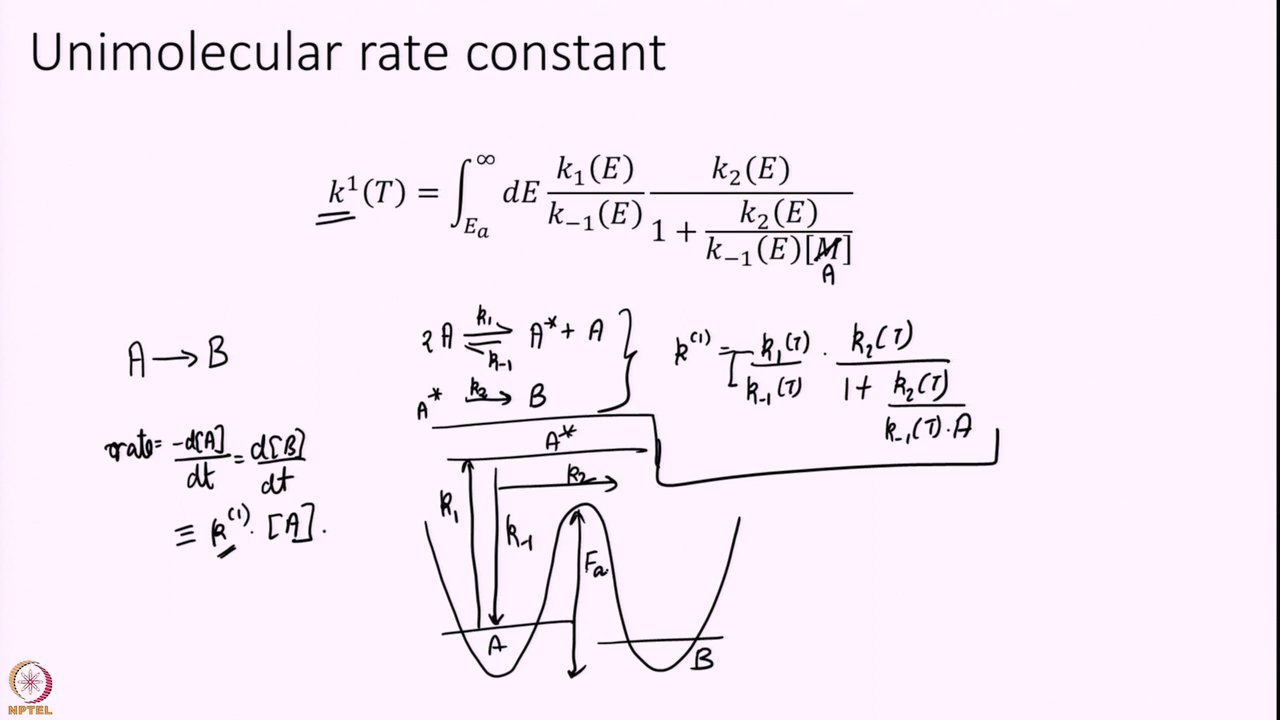 Unimolecular rate constant
k¹(T) = ∫_{E_a}^{∞} dE k₁(E)/k₋₁(E) k₂(E)/(1 + k₂(E)/(k₋₁(E)[M]))
A
A → B
2A ⇌ A* + A
k₁
k₋₁
A* → B
k₂
k⁽¹⁾ = k₁(T)/k₋₁(T) · k₂(T)/(1 + k₂(T)/(k₋₁(T)·A))
rate = -d[A]/dt = d[B]/dt
≡ k⁽¹⁾· [A].
A*
k₂
k₁
k₋₁
Eₐ
A
B
NPTEL